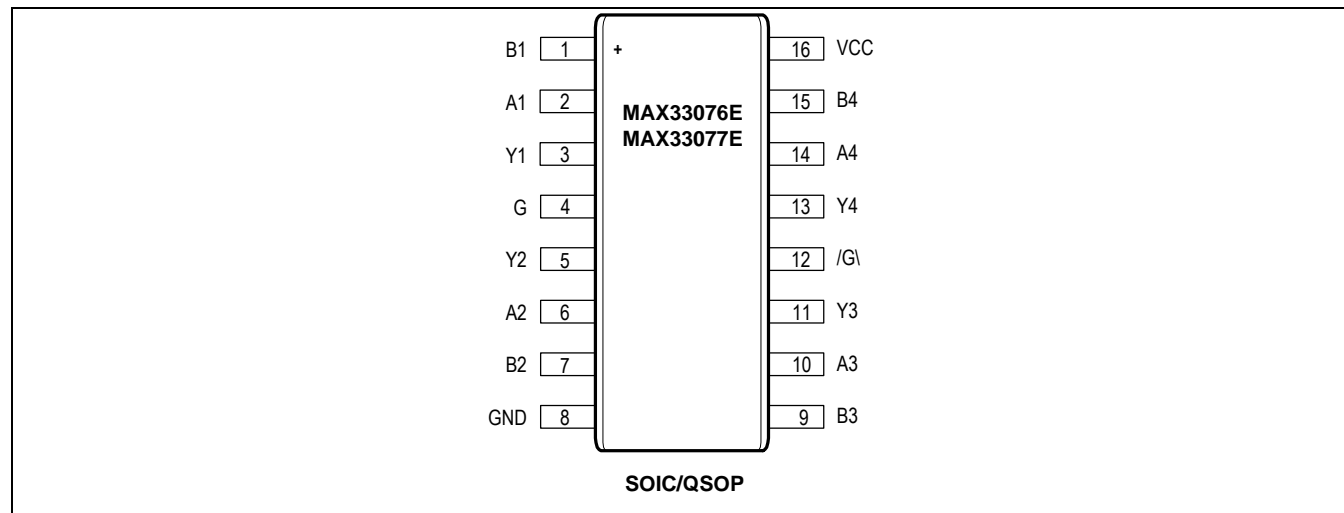 B1 1 + 16 VCC
A1 2 15 B4
MAX33076E
MAX33077E
Y1 3 14 A4
G 4 13 Y4
Y2 5 12 /G\
A2 6 11 Y3
B2 7 10 A3
GND 8 9 B3
SOIC/QSOP